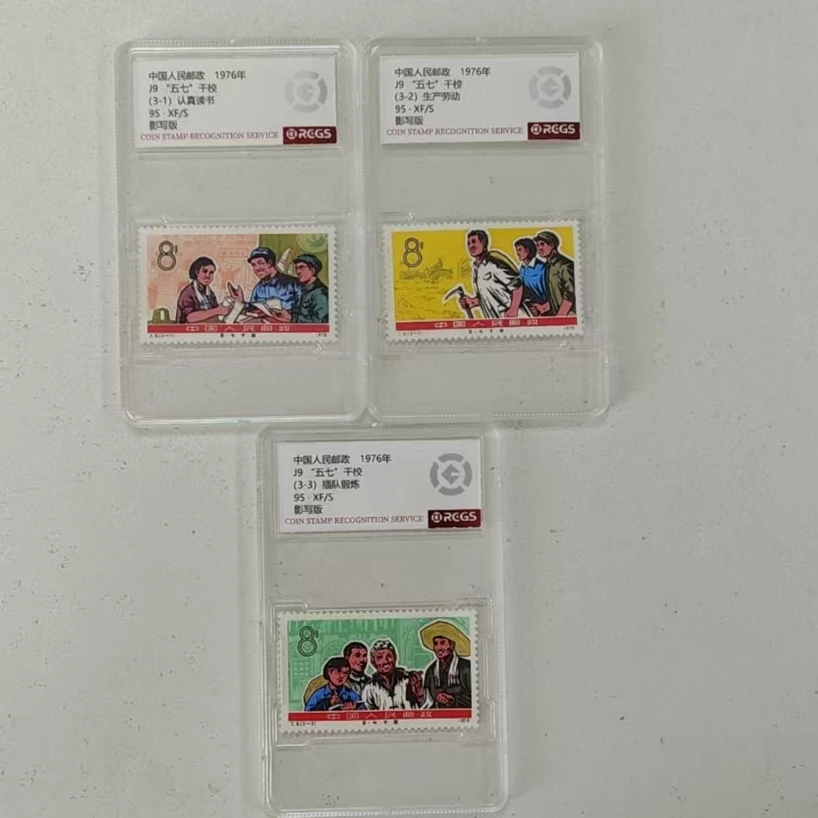 中国人民邮政 1976年
J9 “五七”干校
(3-1) 认真读书
95 · XF/S
影写版
COIN STAMP RECOGNITION SERVICE RCGS
中国人民邮政 1976年
J9 “五七”干校
(3-2) 生产劳动
95 · XF/S
影写版
COIN STAMP RECOGNITION SERVICE RCGS
8
中国人民邮政
8
中国人民邮政
中国人民邮政 1976年
J9 “五七”干校
(3-3) 插队锻炼
95 · XF/S
影写版
COIN STAMP RECOGNITION SERVICE RCGS
8
中国人民邮政